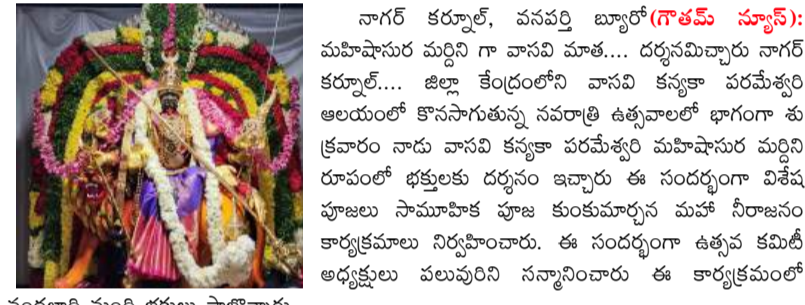 నాగర్ కర్నూల్, వనపర్తి బ్యూరో(గౌతమ్ న్యూస్):
మహిషాసుర మర్దిని గా వాసవి మాత.... దర్శనమిచ్చారు నాగర్
కర్నూల్.... జిల్లా కేంద్రంలోని వాసవి కన్యకా పరమేశ్వరి
ఆలయంలో కొనసాగుతున్న నవరాత్రి ఉత్సవాలలో భాగంగా శు
క్రవారం నాడు వాసవి కన్యకా పరమేశ్వరి మహిషాసుర మర్దిని
రూపంలో భక్తులకు దర్శనం ఇచ్చారు ఈ సందర్భంగా విశేష
పూజలు సామూహిక పూజ కుంకుమార్చన మహా నీరాజనం
కార్యక్రమాలు నిర్వహించారు. ఈ సందర్భంగా ఉత్సవ కమిటీ
అధ్యక్షులు పలువురిని సన్మానించారు ఈ కార్యక్రమంలో